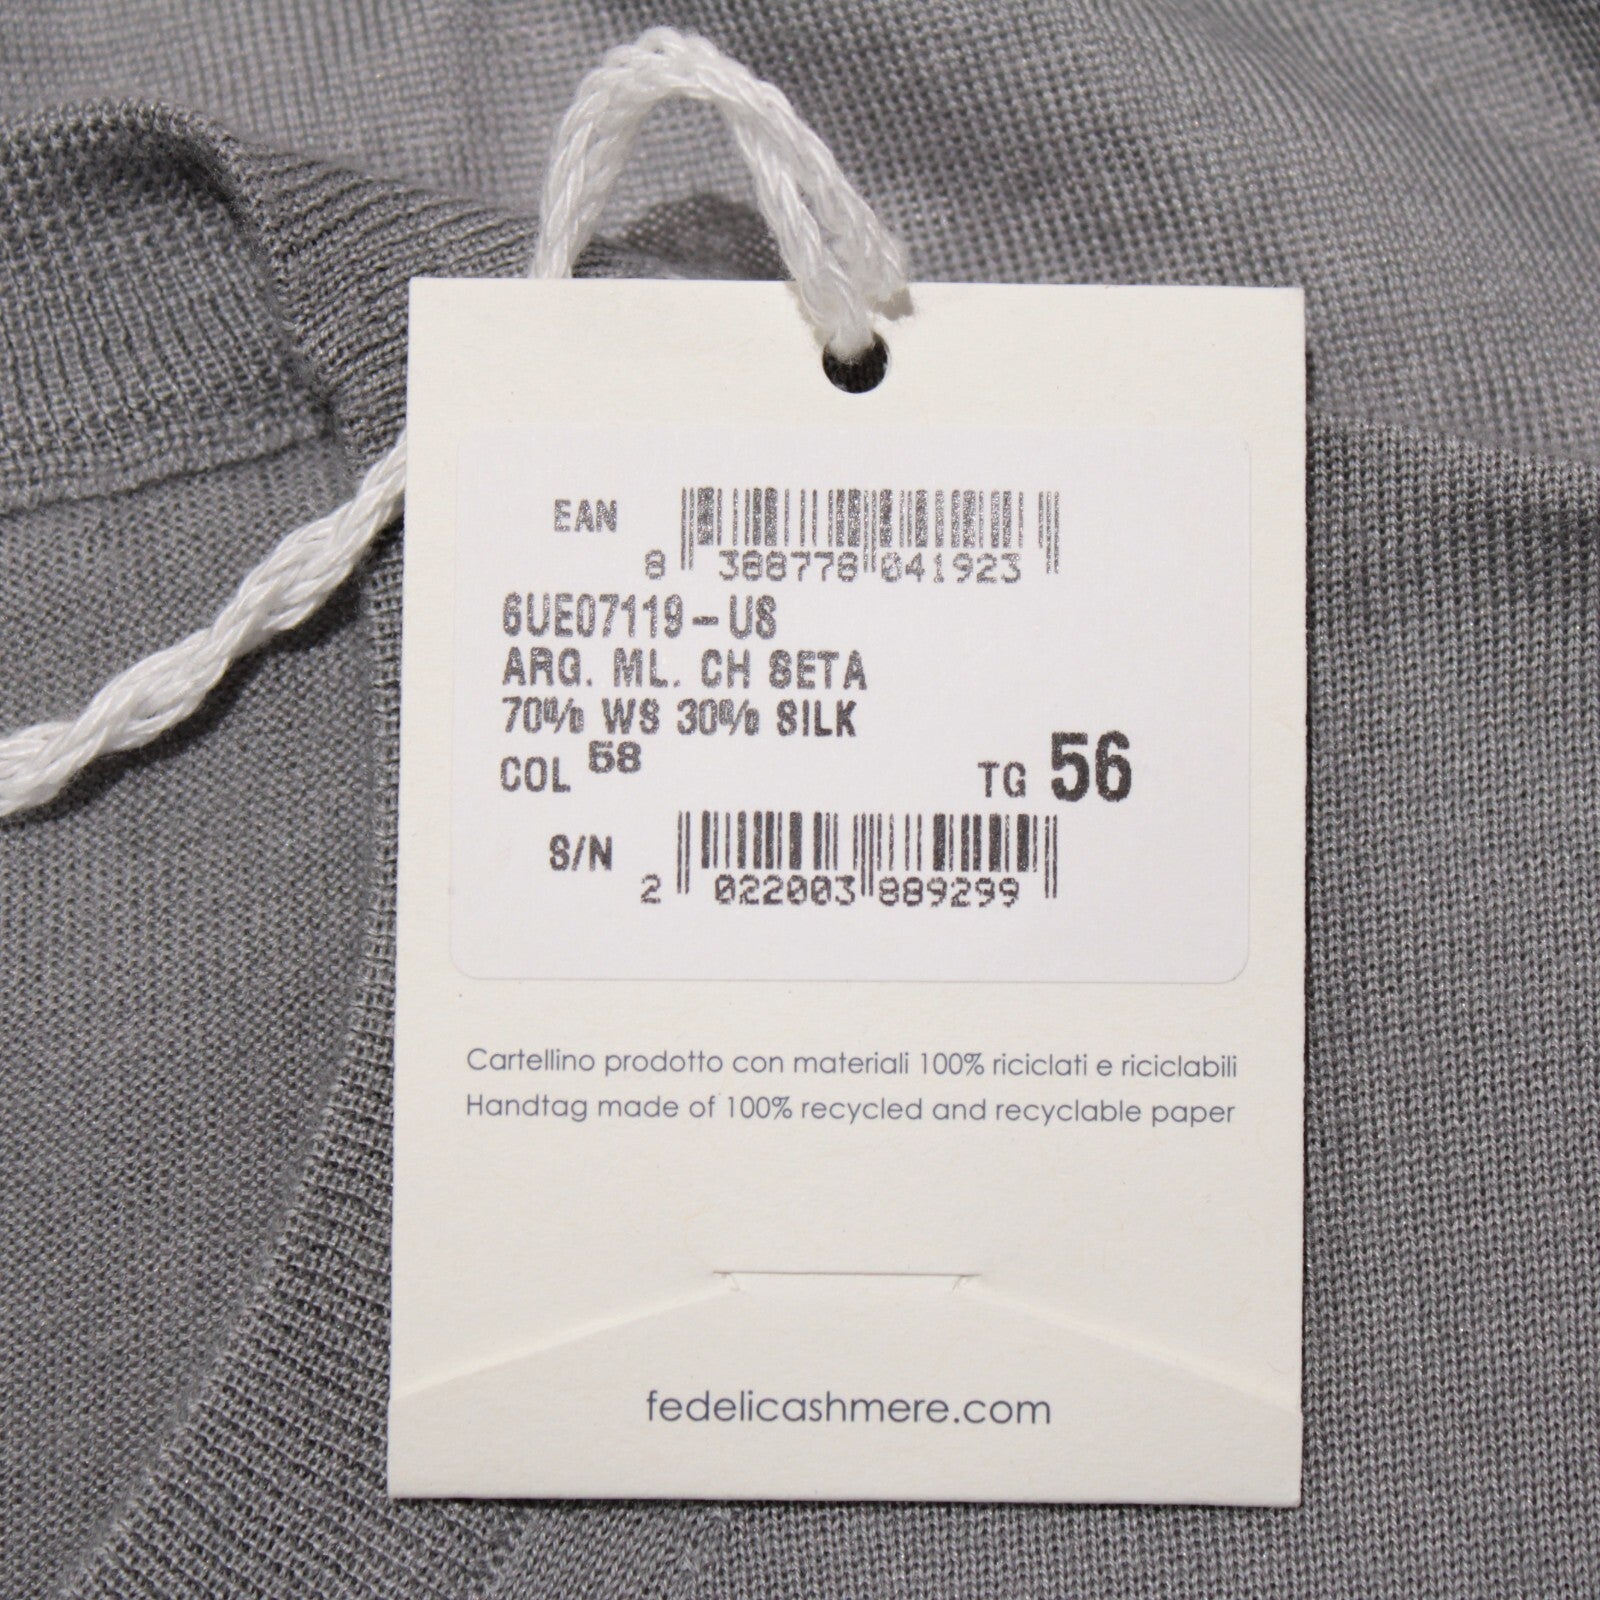 EAN
8 388778 041923
6UE07119-US
ARG. ML. CH SETA
70% WS 30% SILK
COL 58 TG 56
S/N
2 022003 889299
Cartellino prodotto con materiali 100% riciclati e riciclabili
Handtag made of 100% recycled and recyclable paper
fedelicashmere.com